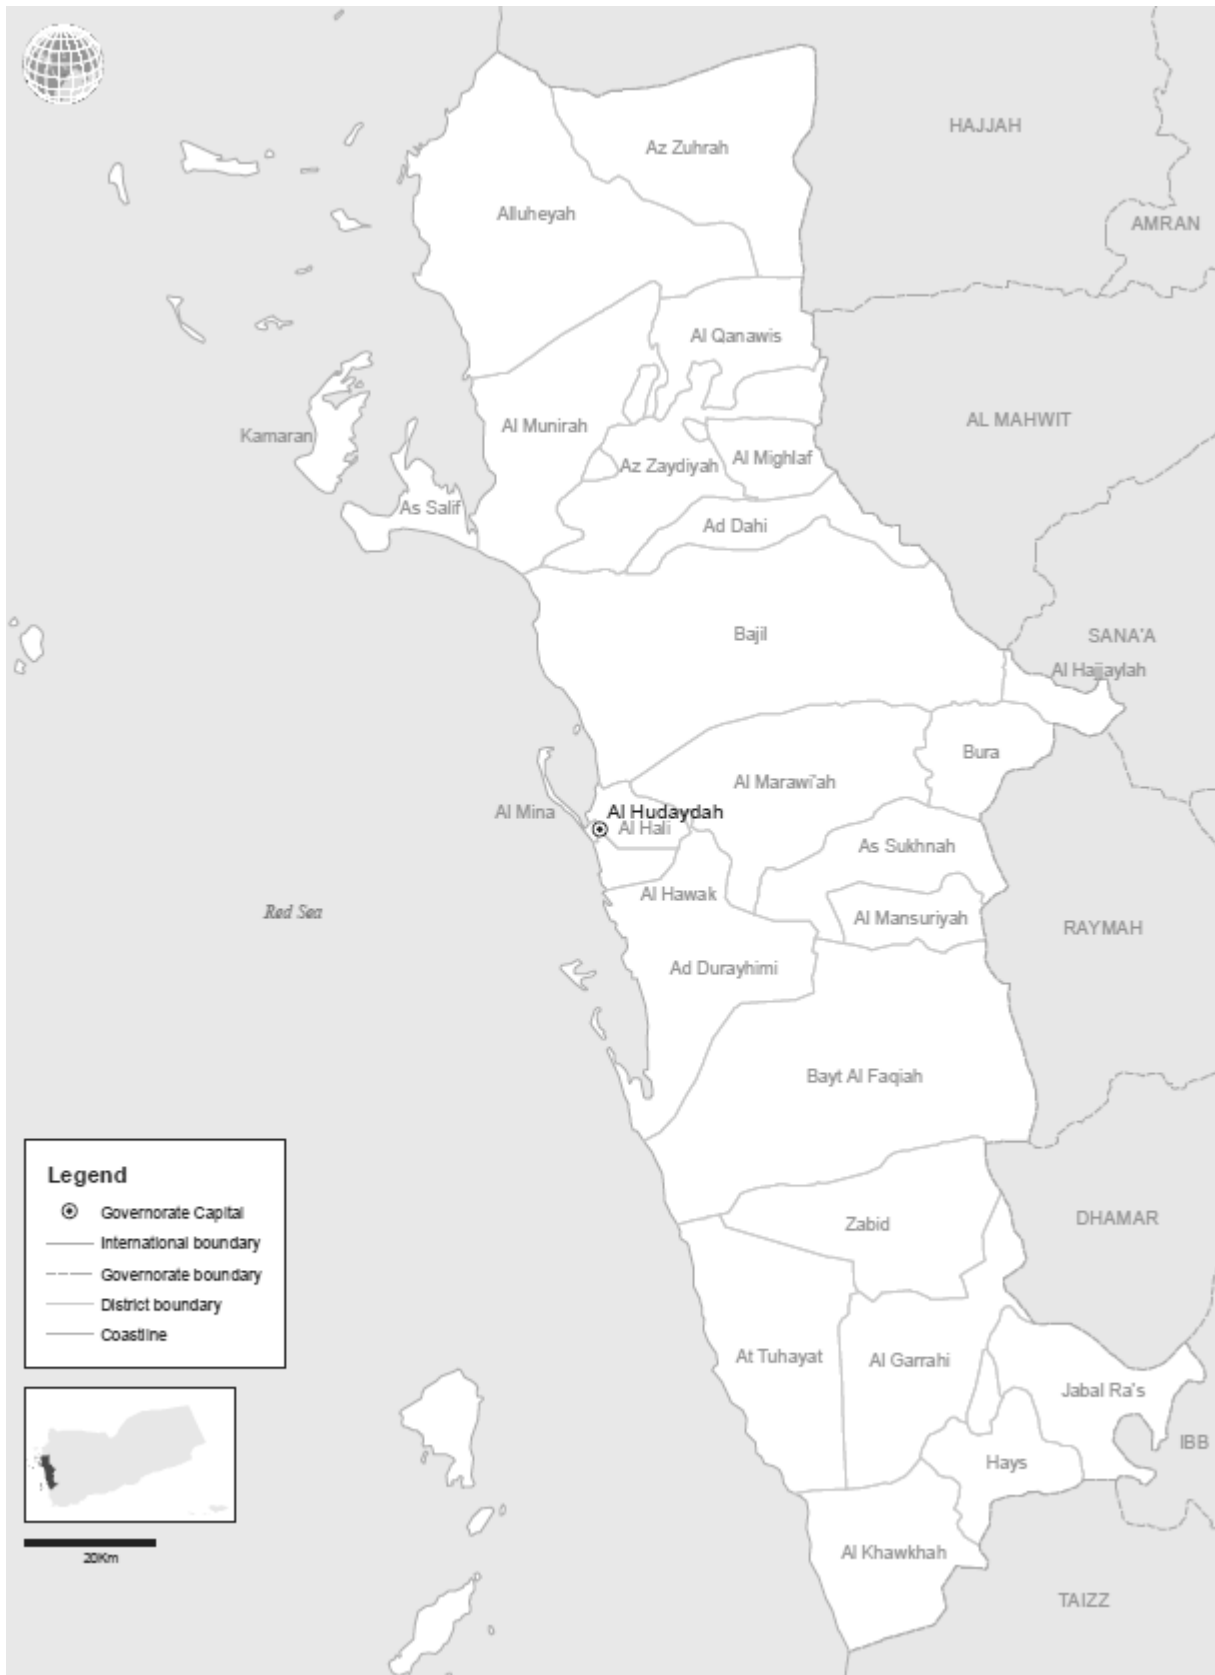 HAJJAH
Az Zuhrah
Alluheyah
AMRAN
Al Qanawis
AL MAHWIT
Al Munirah
Kamaran
Az Zaydiyah
Al Mighlaf
As Salif
Ad Dahi
Bajil
SANA'A
Al Hajjaylah
Bura
Al Marawi'ah
Al Mina
Al Hudaydah
Al Hali
As Sukhnah
Al Hawak
Red Sea
Al Mansuriyah
RAYMAH
Ad Durayhimi
Bayt Al Faqiah
Legend
Governorate Capital
International boundary
Governorate boundary
District boundary
Coastline
Zabid
DHAMAR
At Tuhayat
Al Garrahi
Jabal Ra's
IBB
Hays
20Km
Al Khawkhah
TAIZZ